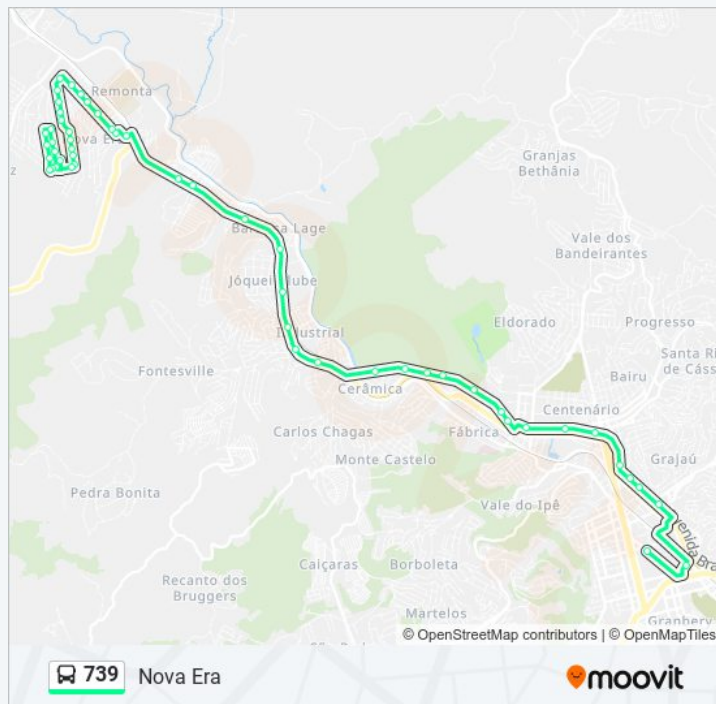 Remonta
Nova Er
z
Granjas
Bethânia
Barbosa Lage
Vale dos
Bandeirantes
Jóquei Clube
Eldorado
Progresso
Industrial
Santa Ri
de Cáss
Fontesville
Bairu
Cerâmica
Centenário
Carlos Chagas
Fábrica
Grajaú
Monte Castelo
Pedra Bonita
Vale do Ipê
Avenida Bra
Caiçaras
Borboleta
Recanto dos
Bruggers
Martelos
Granbery
© OpenStreetMap contributors | © OpenMapTiles
739 Nova Era
moovit